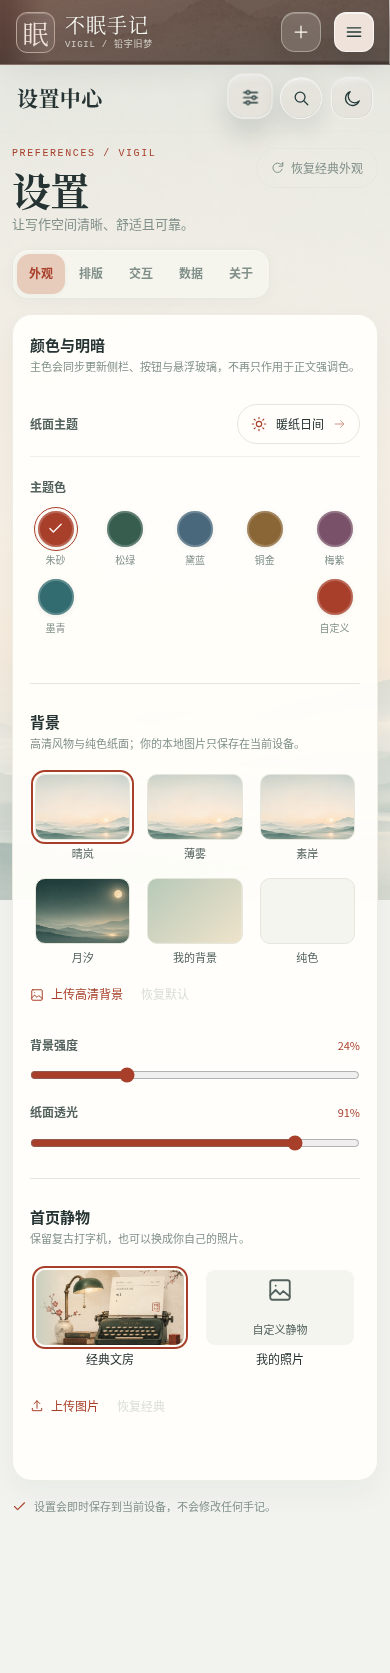 眠
不眠手记
VIGIL / 铅字旧梦
设置中心
PREFERENCES / VIGIL
恢复经典外观
设置
让写作空间清晰、舒适且可靠。
外观 排版 交互 数据 关于
颜色与明暗
主色会同步更新侧栏、按钮与悬浮玻璃，不再只作用于正文强调色。
纸面主题 暖纸日间
主题色
朱砂 松绿 黛蓝 铜金 梅紫
墨青 自定义
背景
高清风物与纯色纸面；你的本地图片只保存在当前设备。
晴岚 薄雾 素岸
月汐 我的背景 纯色
上传高清背景 恢复默认
背景强度 24%
纸面透光 91%
首页静物
保留复古打字机，也可以换成你自己的照片。
自定义静物
经典文房 我的照片
上传图片 恢复经典
设置会即时保存到当前设备，不会修改任何手记。